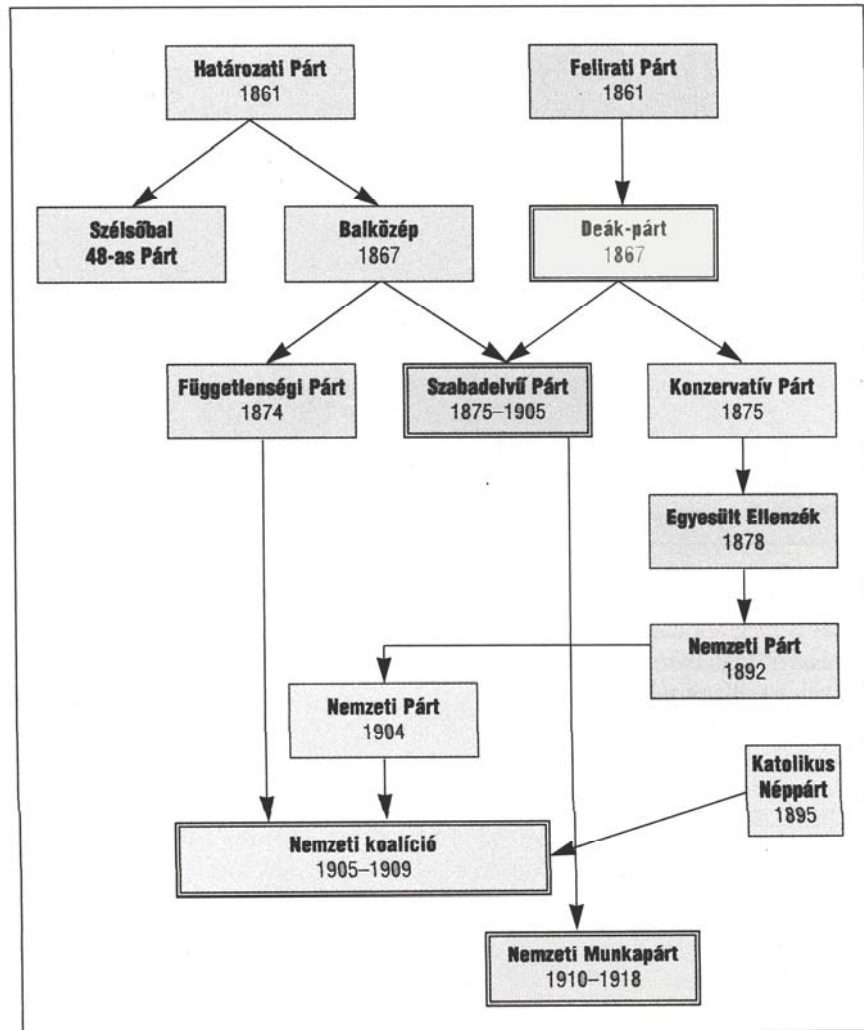 Határozati Párt
1861
Felirati Párt
1861
Szélsőbal
48-as Párt
Balközép
1867
Deák-párt
1867
Függetlenségi Párt
1874
Szabadelvű Párt
1875–1905
Konzervatív Párt
1875
Egyesült Ellenzék
1878
Nemzeti Párt
1892
Nemzeti Párt
1904
Katolikus
Néppárt
1895
Nemzeti koalíció
1905–1909
Nemzeti Munkapárt
1910–1918